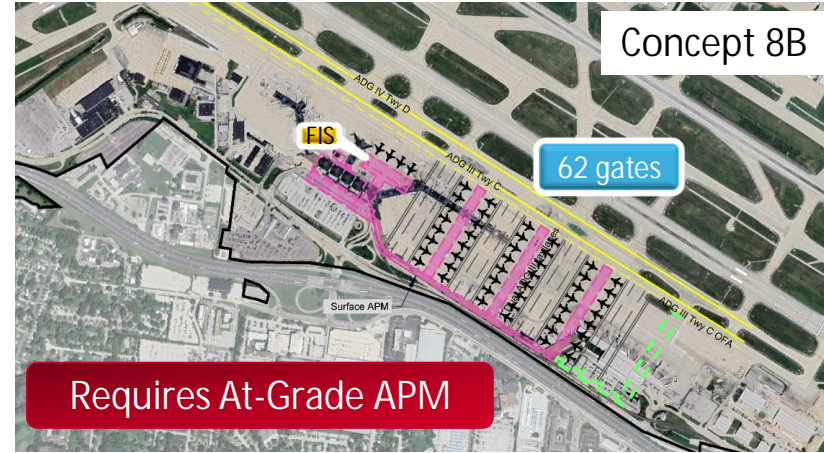 Concept 8B
ADG IV Twy D
FIS
ADG III Twy C
62 gates
Surface APM
ADG III Twy C OFA
Requires At-Grade APM